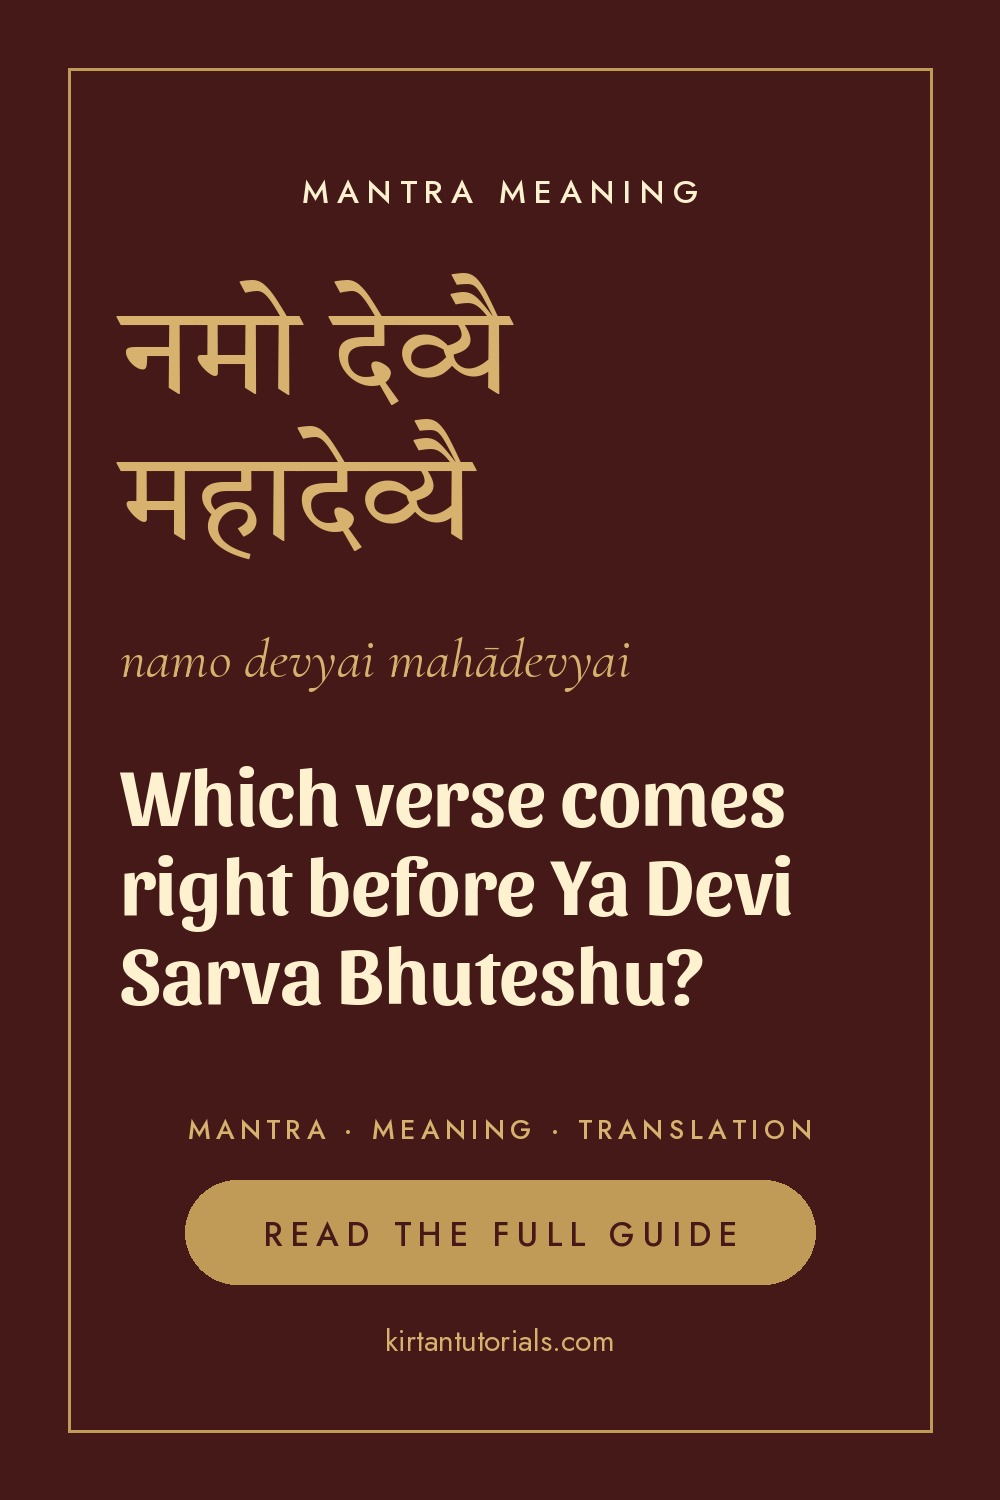 MANTRA MEANING
नमो देव्यै
महादेव्यै
namo devyai mahādevyai
Which verse comes
right before Ya Devi
Sarva Bhuteshu?
MANTRA · MEANING · TRANSLATION
READ THE FULL GUIDE
kirtantutorials.com